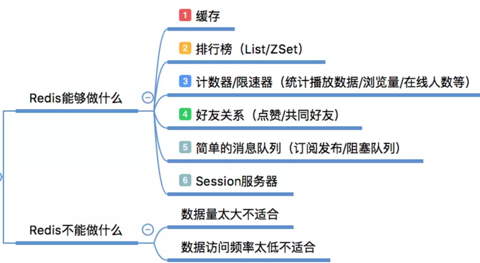 Redis能够做什么
1 缓存
2 排行榜（List/ZSet）
3 计数器/限速器（统计播放数据/浏览量/在线人数等）
4 好友关系（点赞/共同好友）
5 简单的消息队列（订阅发布/阻塞队列）
6 Session服务器
Redis不能做什么
数据量太大不适合
数据访问频率太低不适合